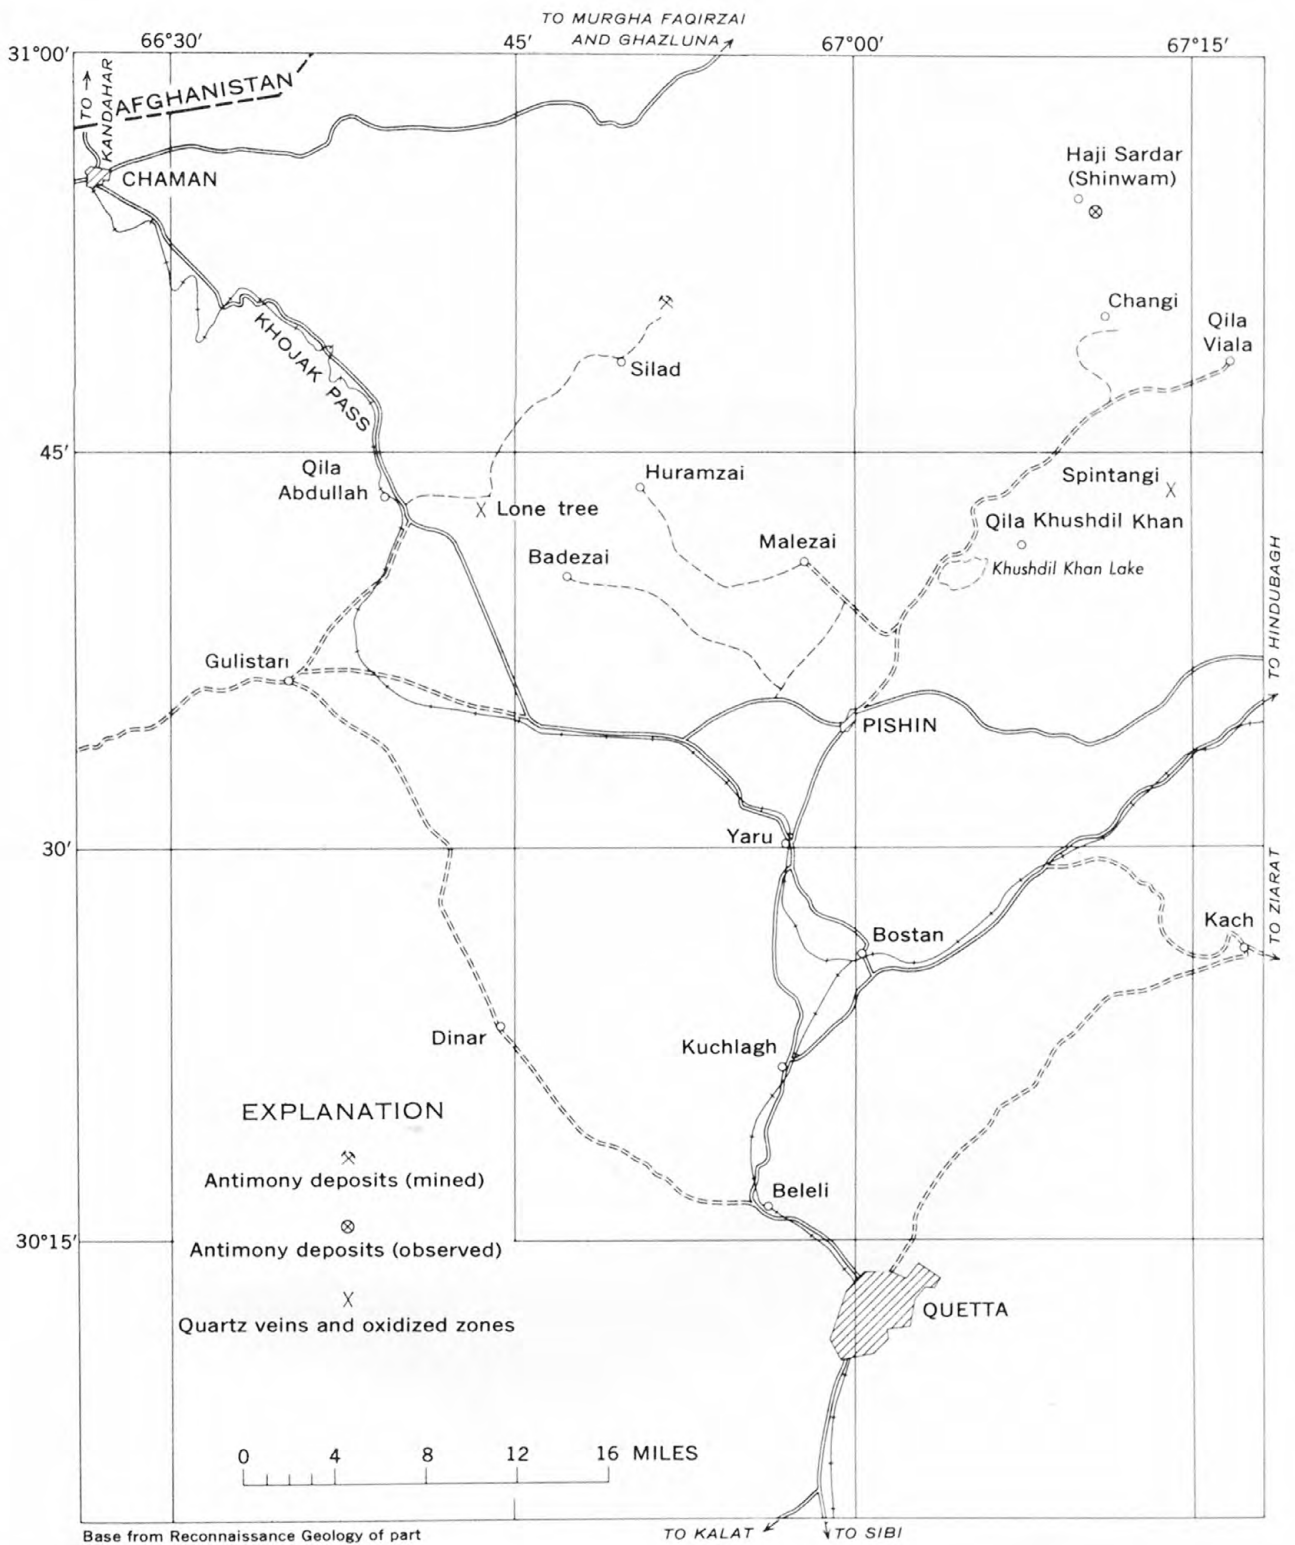 TO MURGHA FAQIRZAI
AND GHAZLUNA
66°30'
45'
67°00'
67°15'
31°00'
TO
KANDAHAR
AFGHANISTAN
CHAMAN
Haji Sardar
(Shinwam)
Changi
Qila
Viala
KHOJAK PASS
Silad
45'
Qila
Abdullah
Lone tree
Huramzai
Spintangi
Qila Khushdil Khan
Badezai
Malezai
Khushdil Khan Lake
TO HINDUBAGH
Gulistan
PISHIN
Yaru
30'
TO ZIARAT
Kach
Bostan
Dinar
Kuchlagh
EXPLANATION
Antimony deposits (mined)
Antimony deposits (observed)
Quartz veins and oxidized zones
Beleli
30°15'
QUETTA
0 4 8 12 16 MILES
Base from Reconnaissance Geology of part
TO KALAT
TO SIBI